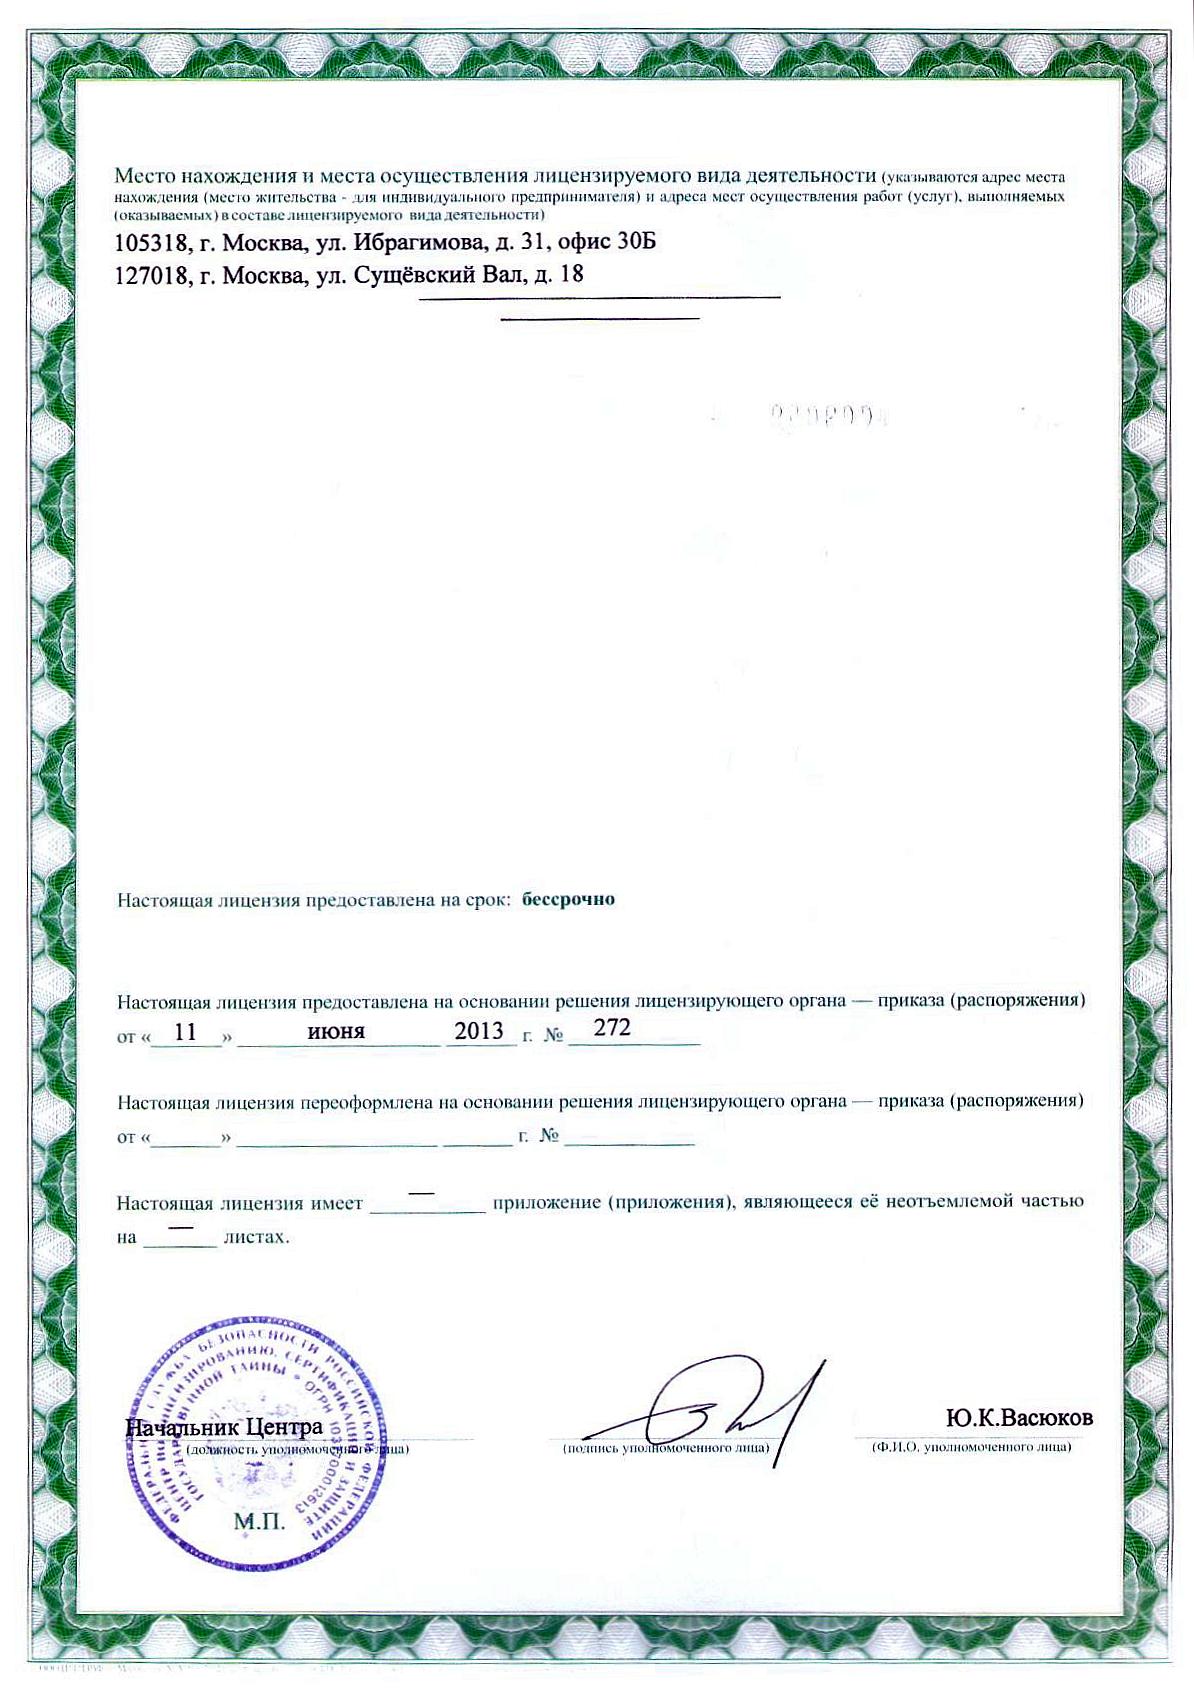 Место нахождения и места осуществления лицензируемого вида деятельности (указываются адрес места
нахождения (место жительства - для индивидуального предпринимателя) и адреса мест осуществления работ (услуг), выполняемых
(оказываемых) в составе лицензируемого вида деятельности)
105318, г. Москва, ул. Ибрагимова, д. 31, офис 30Б
127018, г. Москва, ул. Сущёвский Вал, д. 18
Настоящая лицензия предоставлена на срок: бессрочно
Настоящая лицензия предоставлена на основании решения лицензирующего органа — приказа (распоряжения)
от « 11 » июня 2013 г. № 272
Настоящая лицензия переоформлена на основании решения лицензирующего органа — приказа (распоряжения)
от «_______» ____________________ _______ г. № _____________
Настоящая лицензия имеет — приложение (приложения), являющееся её неотъемлемой частью
на — листах.
ФЕДЕРАЛЬНАЯ СЛУЖБА БЕЗОПАСНОСТИ РОССИЙСКОЙ ФЕДЕРАЦИИ
ЦЕНТР ПО ЛИЦЕНЗИРОВАНИЮ, СЕРТИФИКАЦИИ И ЗАЩИТЕ
ГОСУДАРСТВЕННОЙ ТАЙНЫ * ОГРН
Начальник Центра
Ю.К.Васюков
(должность уполномоченного лица)
(подпись уполномоченного лица)
(Ф.И.О. уполномоченного лица)
М.П.